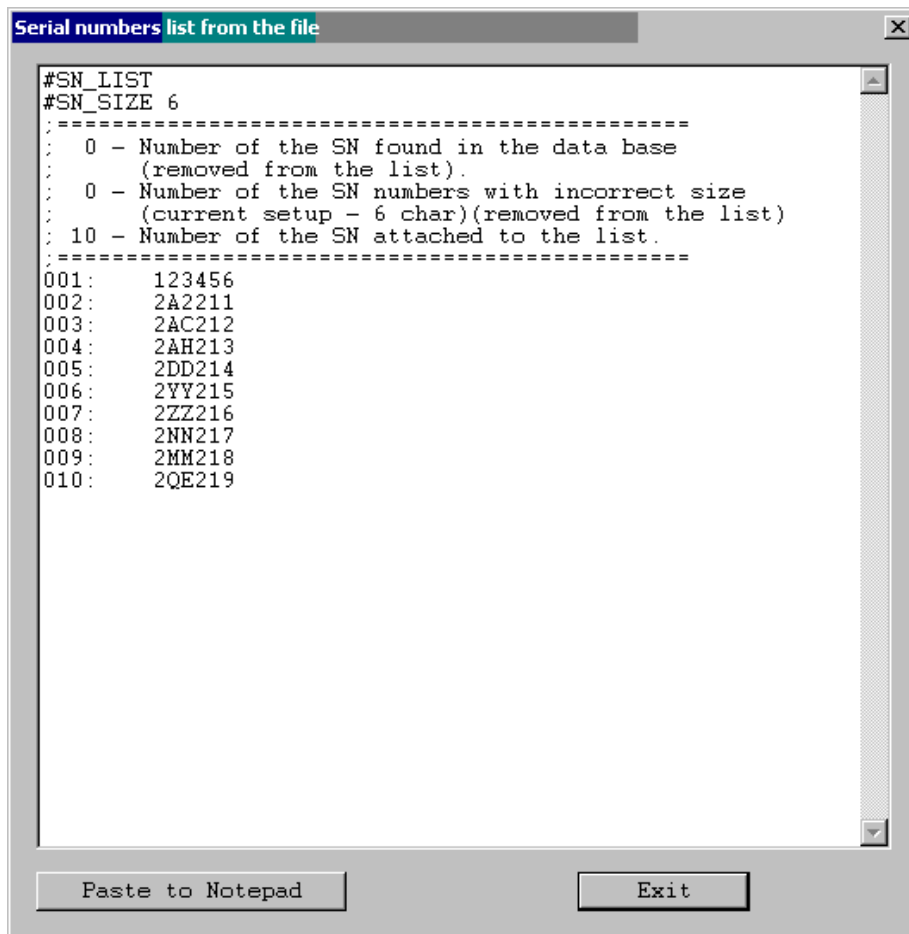 Serial numbers list from the file
#SN_LIST
#SN_SIZE 6
;==============================================
;  0 - Number of the SN found in the data base
;      (removed from the list).
;  0 - Number of the SN numbers with incorrect size
;      (current setup - 6 char)(removed from the list)
; 10 - Number of the SN attached to the list.
;==============================================
001:    123456
002:    2A2211
003:    2AC212
004:    2AH213
005:    2DD214
006:    2YY215
007:    2ZZ216
008:    2NN217
009:    2MM218
010:    2QE219
Paste to Notepad
Exit